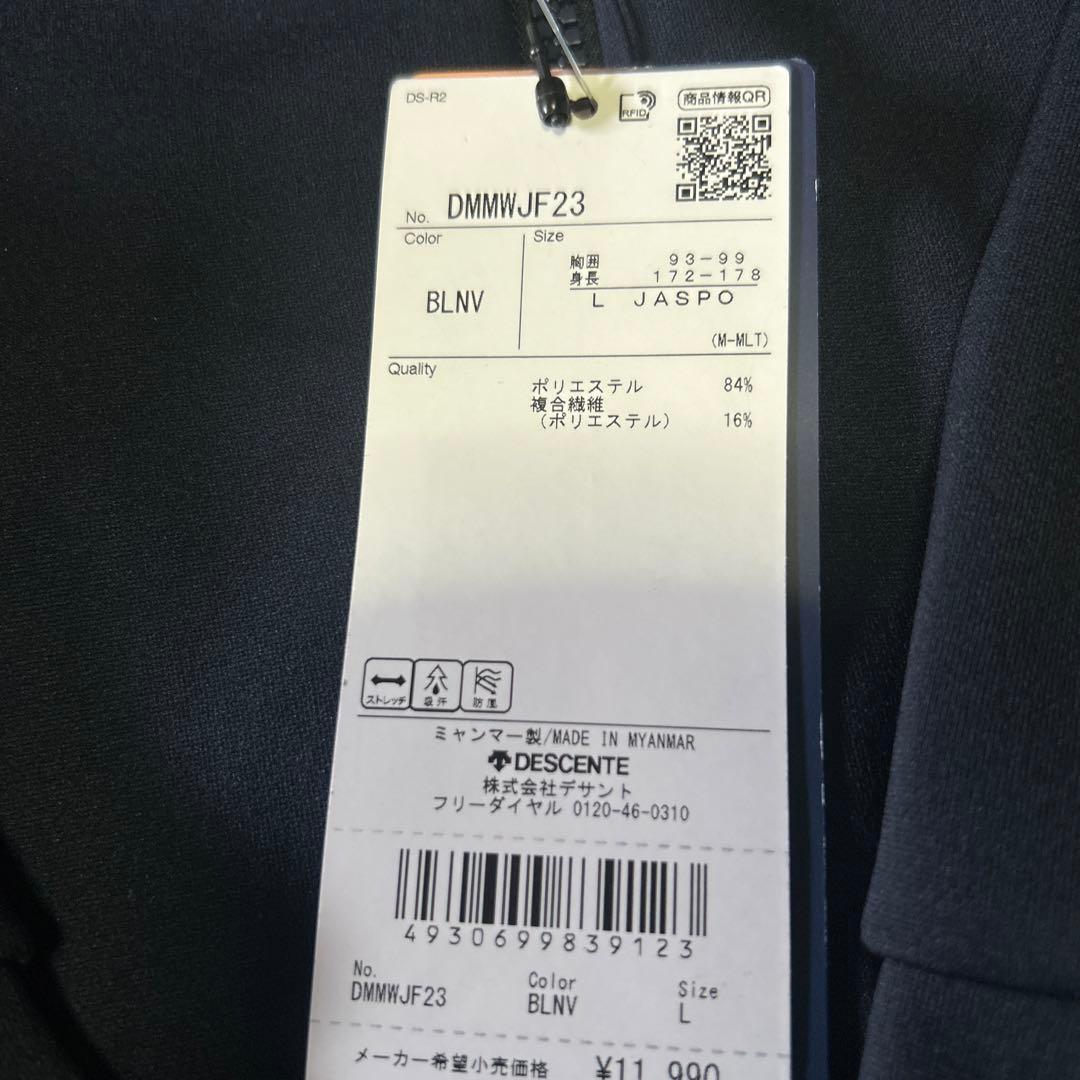 DS-R2
RFID
商品情報QR
No. DMMWJF23
Color
Size
胸囲 93-99
身長 172-178
L JASPO
BLNV
(M-MLT)
Quality
ポリエステル 84%
複合繊維
(ポリエステル) 16%
ストレッチ 吸汗 防風
ミャンマー製/MADE IN MYANMAR
DESCENTE
株式会社デサント
フリーダイヤル 0120-46-0310
4930699839123
No. Color Size
DMMWJF23 BLNV L
メーカー希望小売価格 ¥11,990